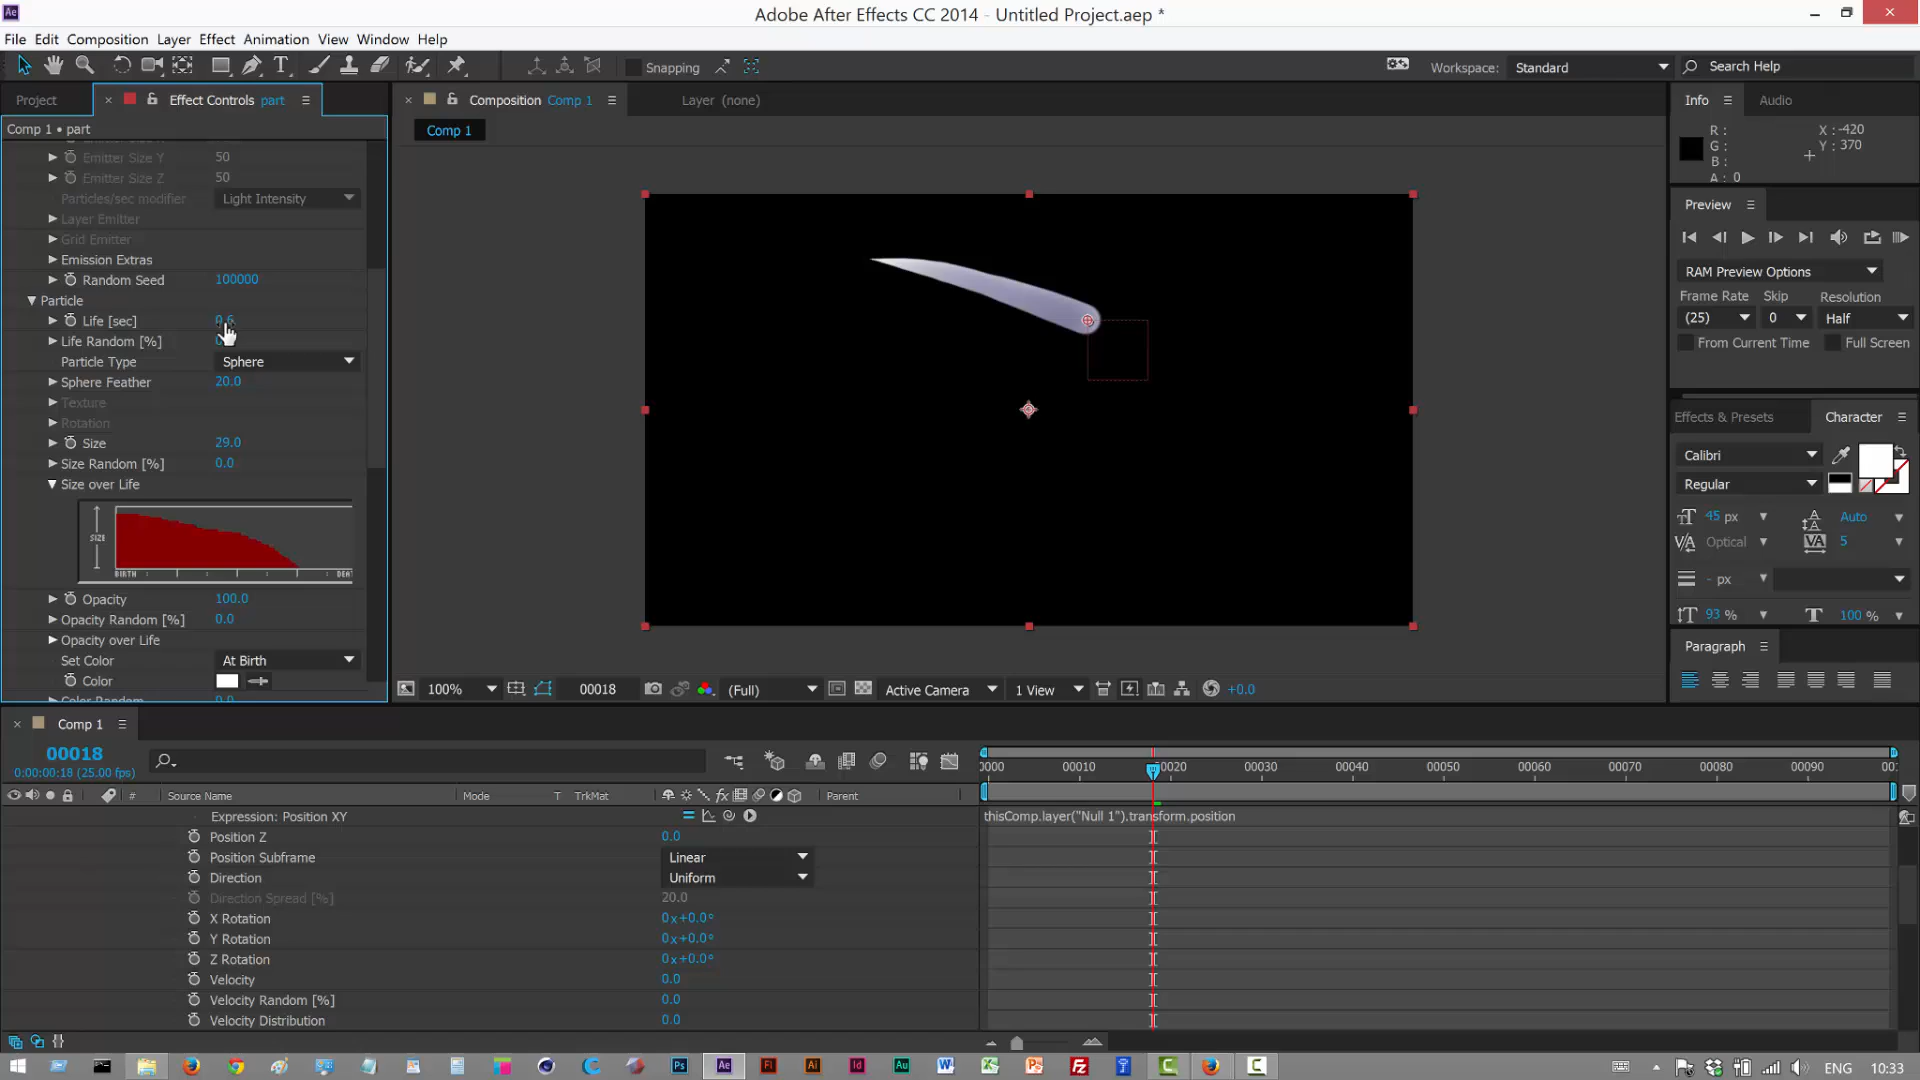 Adobe After Effects CC 2014 - Untitled Project.aep *
File Edit Composition Layer Effect Animation View Window Help
Snapping
Workspace: Standard
Search Help
Project
Effect Controls part
Comp 1 • part
Emitter Size Y 50
Emitter Size Z 50
Particles/sec modifier Light Intensity
Layer Emitter
Grid Emitter
Emission Extras
Random Seed 100000
Particle
Life [sec]
Life Random [%]
Particle Type Sphere
Sphere Feather 20.0
Texture
Rotation
Size 29.0
Size Random [%] 0.0
Size over Life
SIZE
BIRTH
DEA
Opacity 100.0
Opacity Random [%] 0.0
Opacity over Life
Set Color At Birth
Color
Color Random 0.0
Composition Comp 1
Layer (none)
Comp 1
100%
00018
(Full)
Active Camera
1 View
+0.0
Info
Audio
R :
G :
B :
A : 0
X : -420
Y : 370
Preview
RAM Preview Options
Frame Rate Skip Resolution
(25) 0 Half
From Current Time Full Screen
Effects & Presets
Character
Calibri
Regular
45 px
Auto
Optical
5
- px
93 %
100 %
Paragraph
Comp 1
00018
0:00:00:18 (25.00 fps)
# Source Name Mode T TrkMat Parent
0000 00010 00020 00030 00040 00050 00060 00070 00080 00090 00
Expression: Position XY
thisComp.layer("Null 1").transform.position
Position Z 0.0
Position Subframe Linear
Direction Uniform
Direction Spread [%] 20.0
X Rotation 0x+0.0°
Y Rotation 0x+0.0°
Z Rotation 0x+0.0°
Velocity 0.0
Velocity Random [%] 0.0
Velocity Distribution 0.0
ENG
10:33